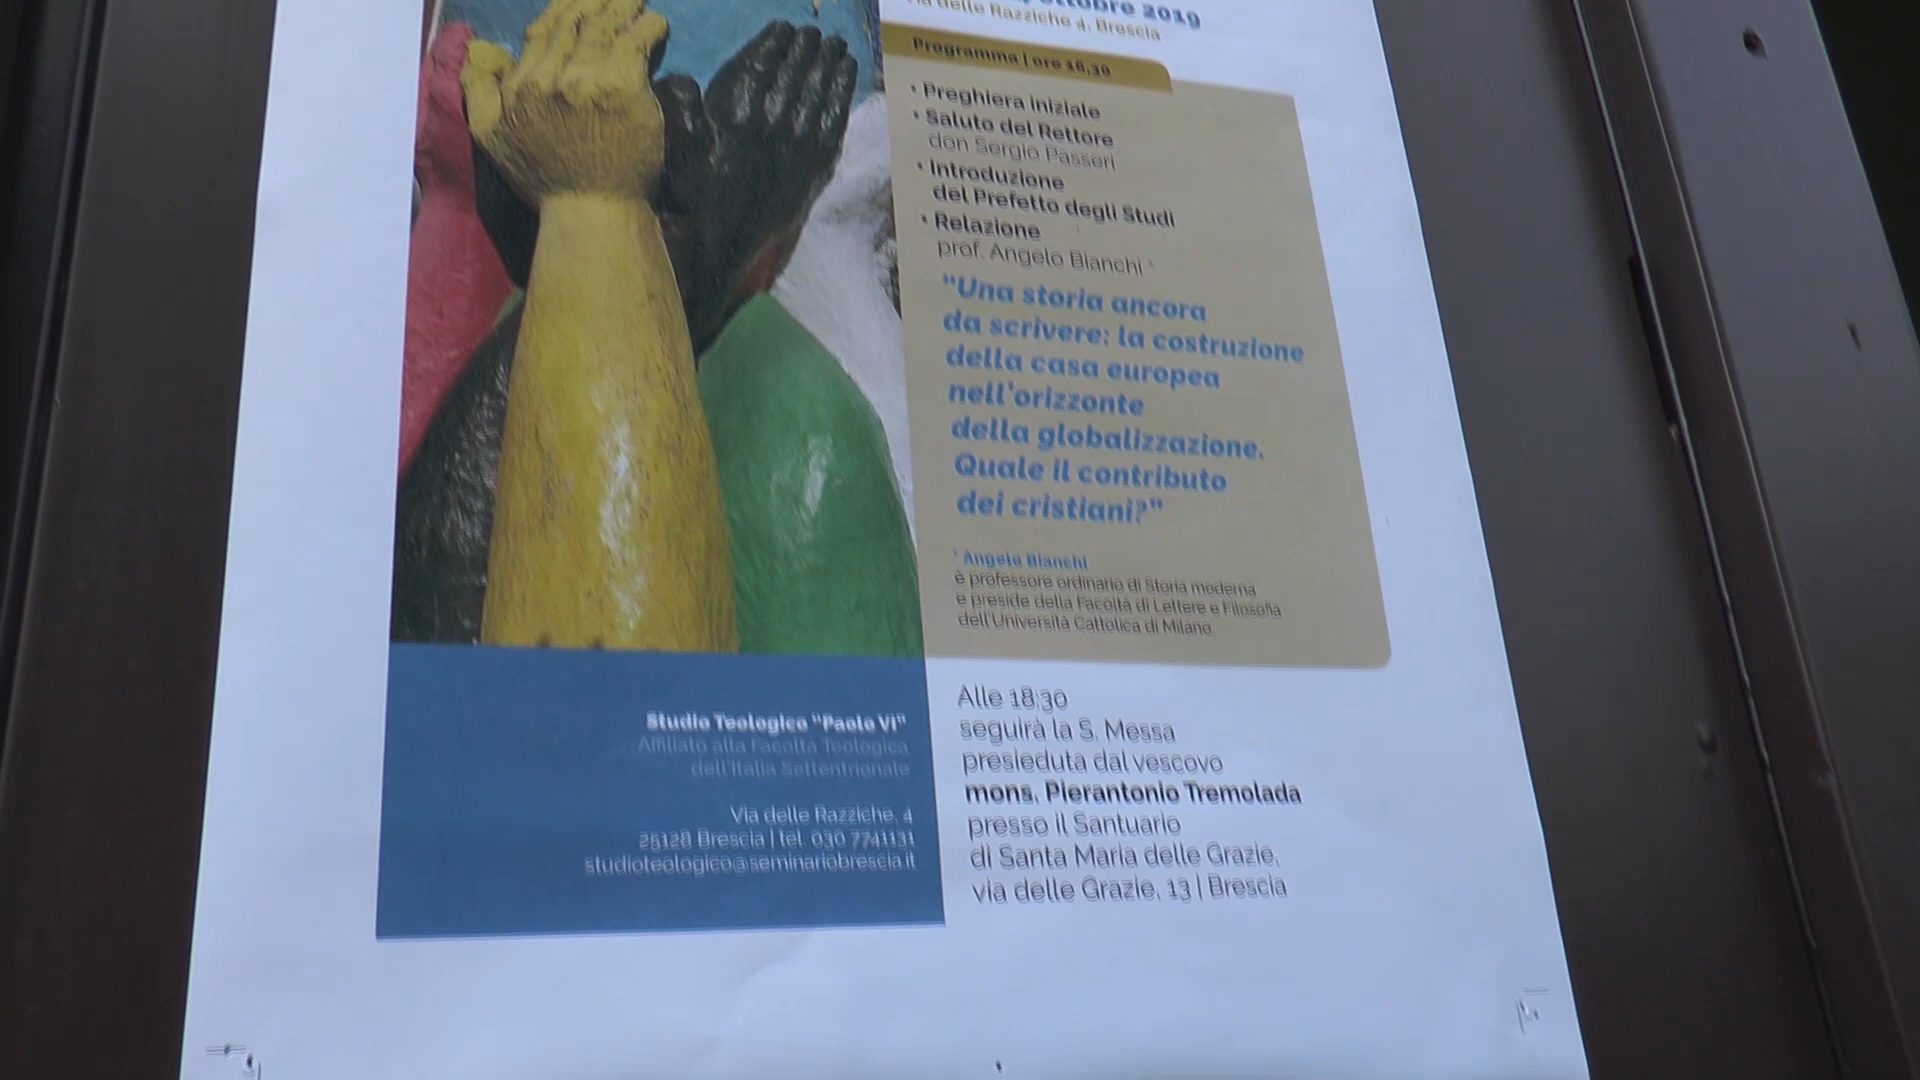 ottobre 2019
Via delle Razziche 4, Brescia
Programma | ore 16,30
• Preghiera iniziale
• Saluto del Rettore
don Sergio Passeri
• Introduzione
del Prefetto degli Studi
• Relazione
prof. Angelo Bianchi *
"Una storia ancora
da scrivere: la costruzione
della casa europea
nell'orizzonte
della globalizzazione.
Quale il contributo
dei cristiani?"
* Angelo Bianchi
è professore ordinario di Storia moderna
e preside della Facoltà di Lettere e Filosofia
dell'Università Cattolica di Milano.
Alle 18:30
seguirà la S. Messa
presieduta dal vescovo
mons. Pierantonio Tremolada
presso il Santuario
di Santa Maria delle Grazie,
via delle Grazie, 13 | Brescia
Studio Teologico "Paolo VI"
Affiliato alla Facoltà Teologica
dell'Italia Settentrionale
Via delle Razziche, 4
25128 Brescia | tel. 030 7741131
studioteologico@seminariobrescia.it